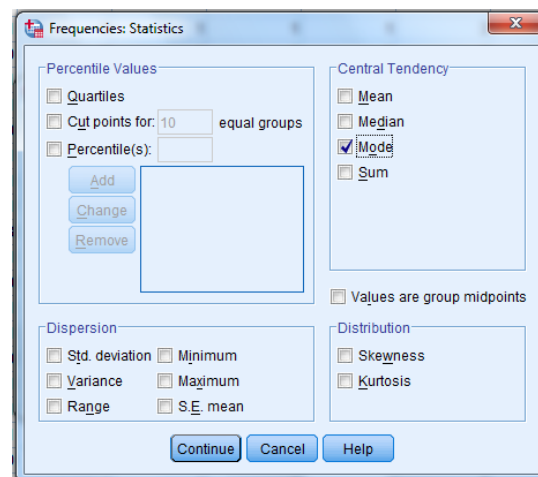 Frequencies: Statistics
Percentile Values
Quartiles
Cut points for: 10 equal groups
Percentile(s):
Add
Change
Remove
Central Tendency
Mean
Median
Mode
Sum
Values are group midpoints
Dispersion
Std. deviation Minimum
Variance Maximum
Range S.E. mean
Distribution
Skewness
Kurtosis
Continue Cancel Help